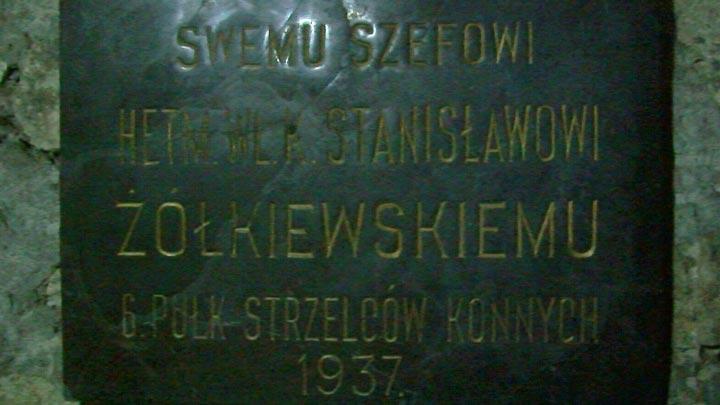 SWEMU SZEFOWI
HETM. WL. K. STANISŁAWOWI
ŻÓŁKIEWSKIEMU
6. PUŁK STRZELCÓW KONNYCH
1937.